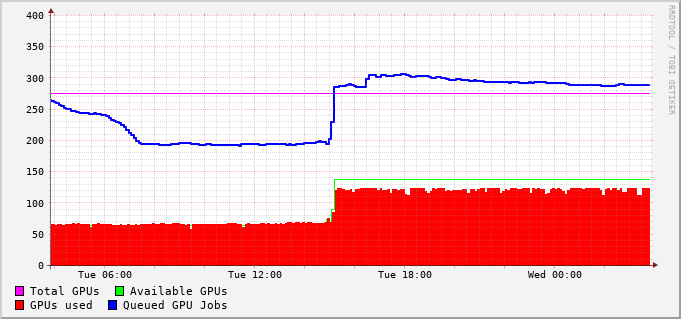 400
350
300
250
200
150
100
50
0
Tue 06:00 Tue 12:00 Tue 18:00 Wed 00:00
Total GPUs Available GPUs
GPUs used Queued GPU Jobs
RRDTOOL / TOBI OETIKER